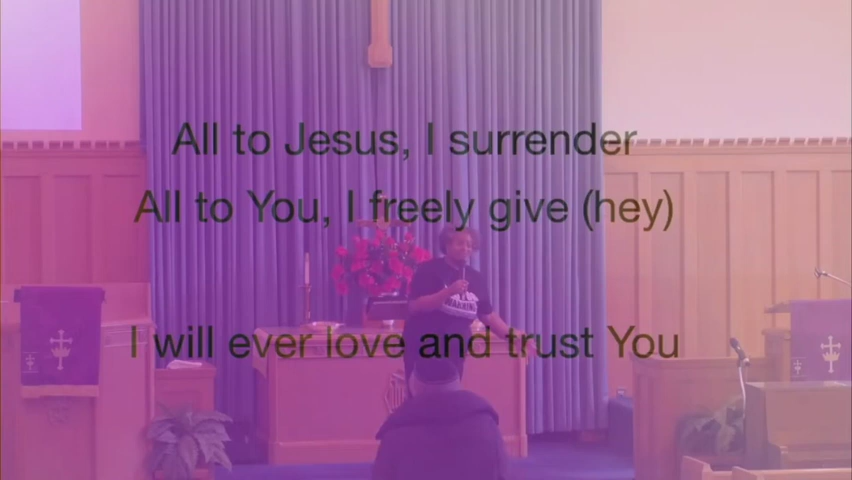 All to Jesus, I surrender
All to You, I freely give (hey)
I will ever love and trust You